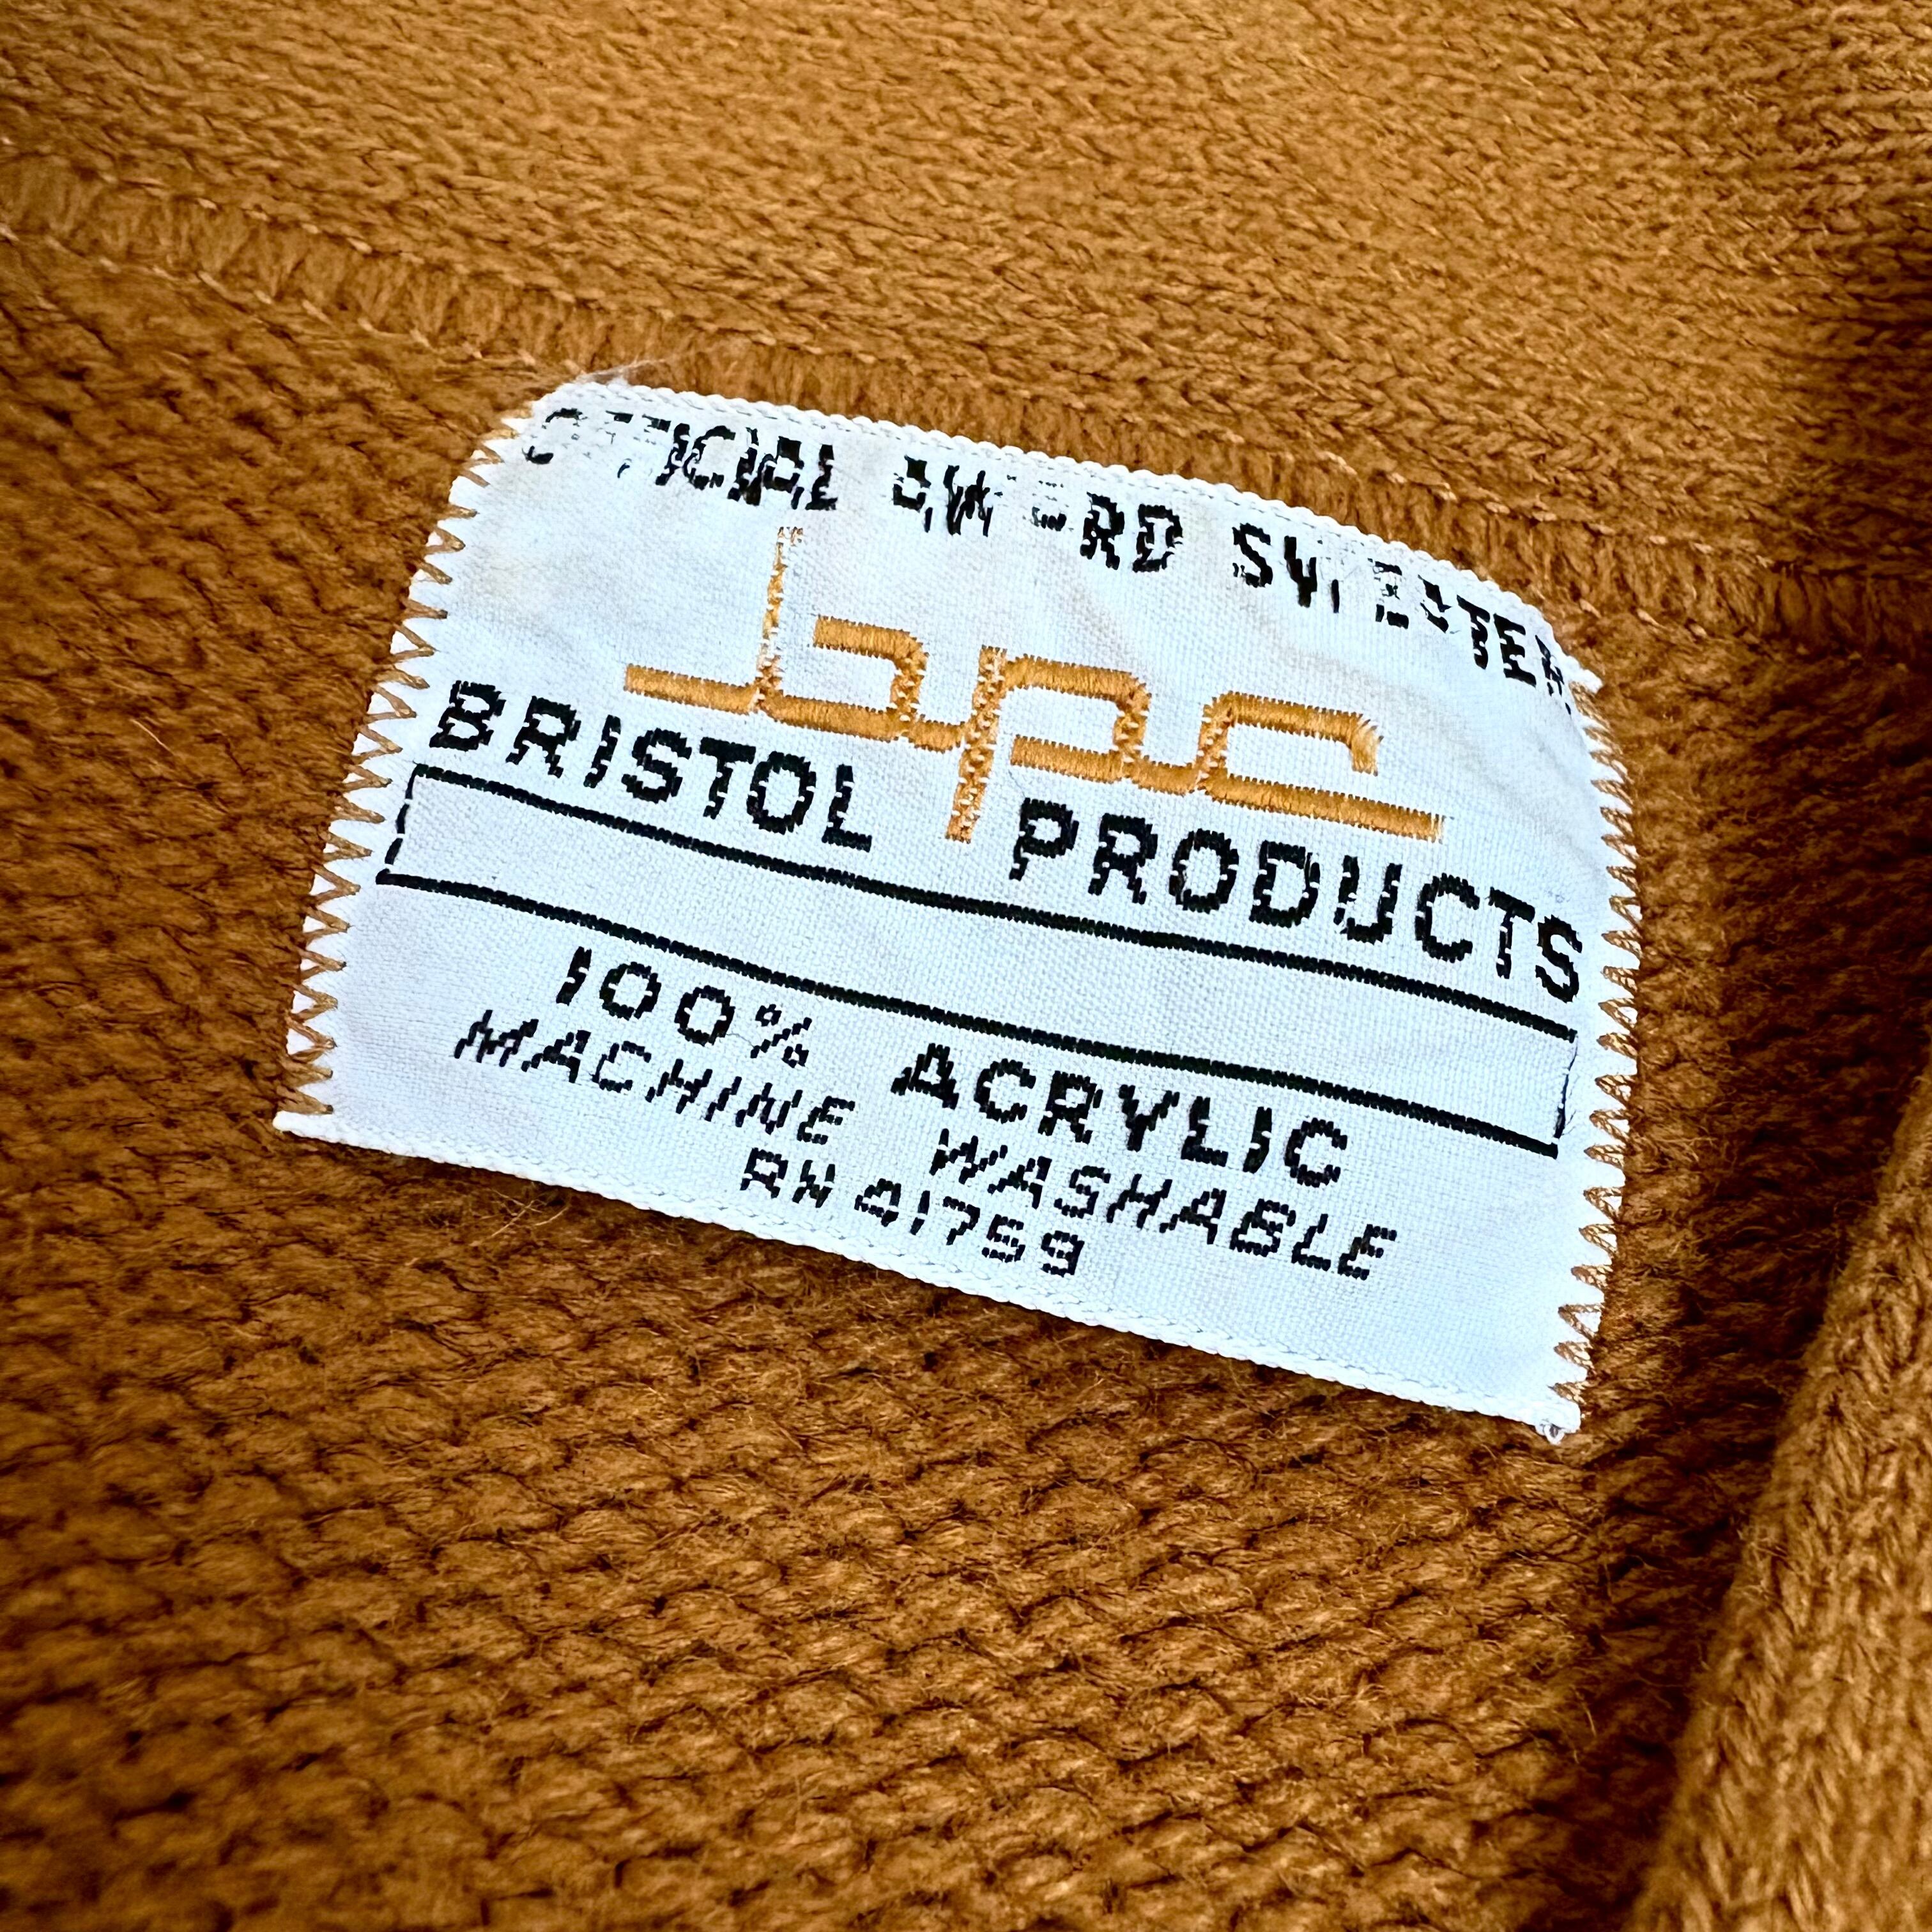 OFFICIAL AWARD SWEATER
bpc
BRISTOL PRODUCTS
100% ACRYLIC
MACHINE WASHABLE
RN 41759